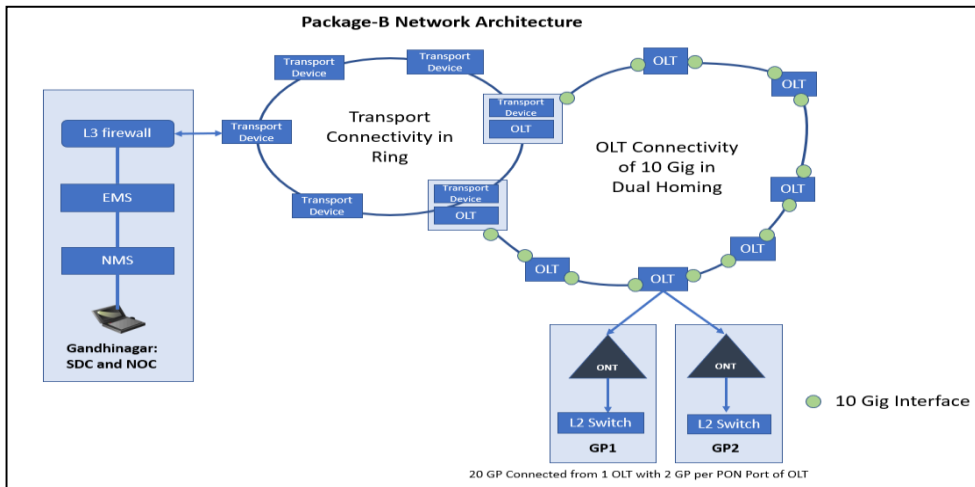 Package-B Network Architecture
Transport
Device
Transport
Device
Transport
Device
Transport
Device
Transport
Connectivity in
Ring
Transport
Device
OLT
Transport
Device
OLT
OLT
OLT
OLT
OLT
OLT
OLT
OLT Connectivity
of 10 Gig in
Dual Homing
L3 firewall
EMS
NMS
Gandhinagar:
SDC and NOC
ONT
L2 Switch
GP1
ONT
L2 Switch
GP2
10 Gig Interface
20 GP Connected from 1 OLT with 2 GP per PON Port of OLT